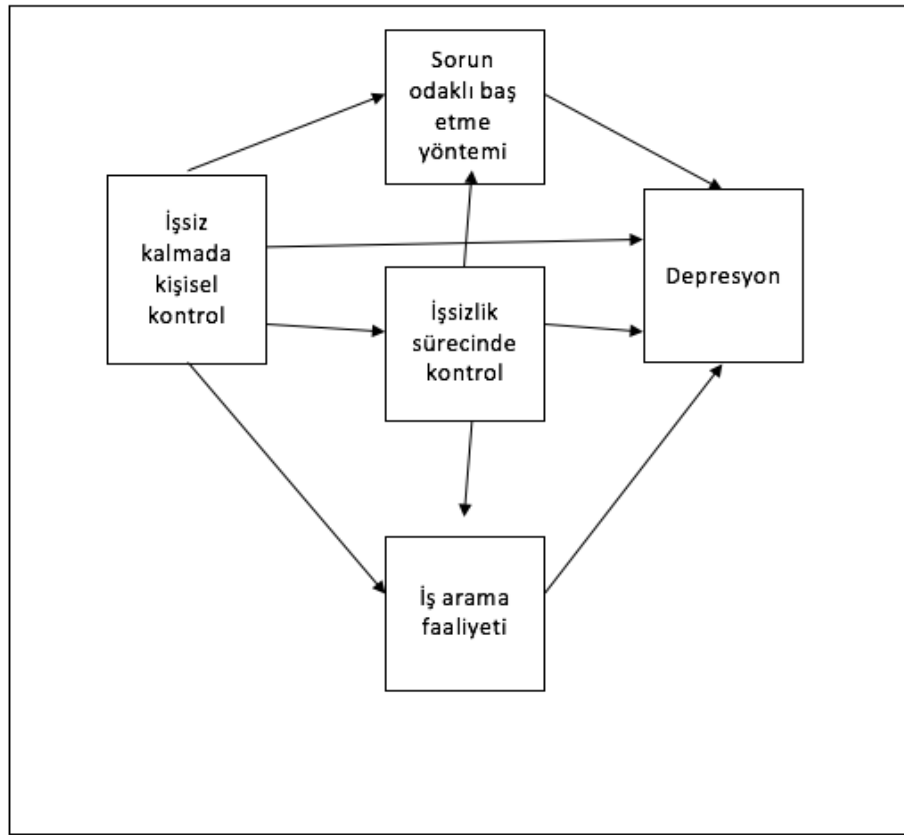 Sorun
odaklı baş
etme
yöntemi
İşsiz
kalmada
kişisel
kontrol
Depresyon
İşsizlik
sürecinde
kontrol
İş arama
faaliyeti